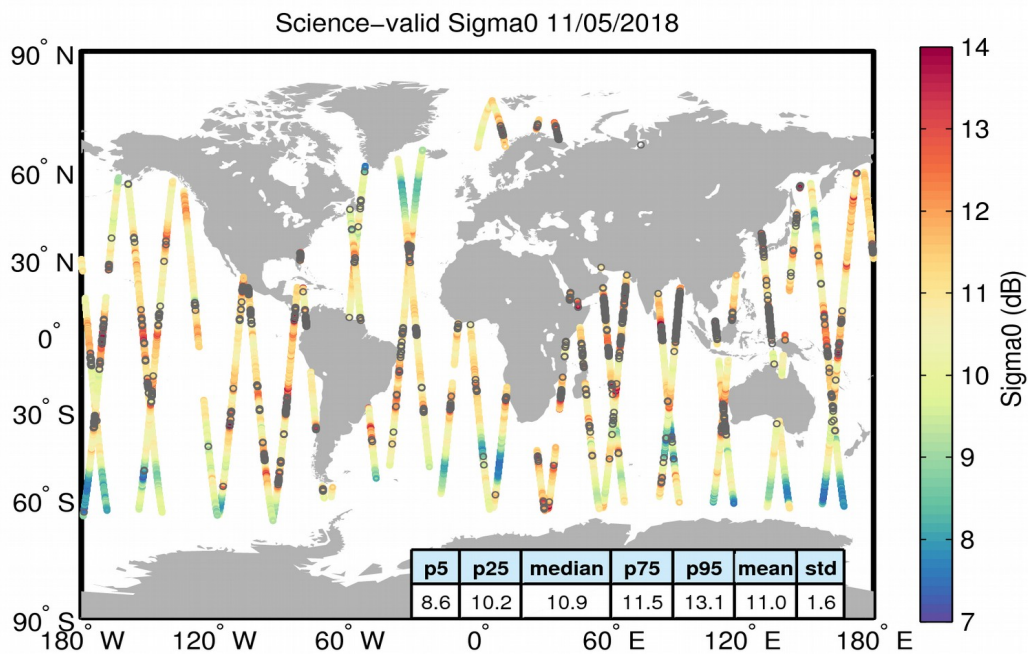 Science−valid Sigma0 11/05/2018
90° N
60° N
30° N
0°
30° S
60° S
90° S
180° W
120° W
60° W
0°
60° E
120° E
180° E
14
13
12
11
10
9
8
7
Sigma0 (dB)
p5 p25 median p75 p95 mean std
8.6 10.2 10.9 11.5 13.1 11.0 1.6